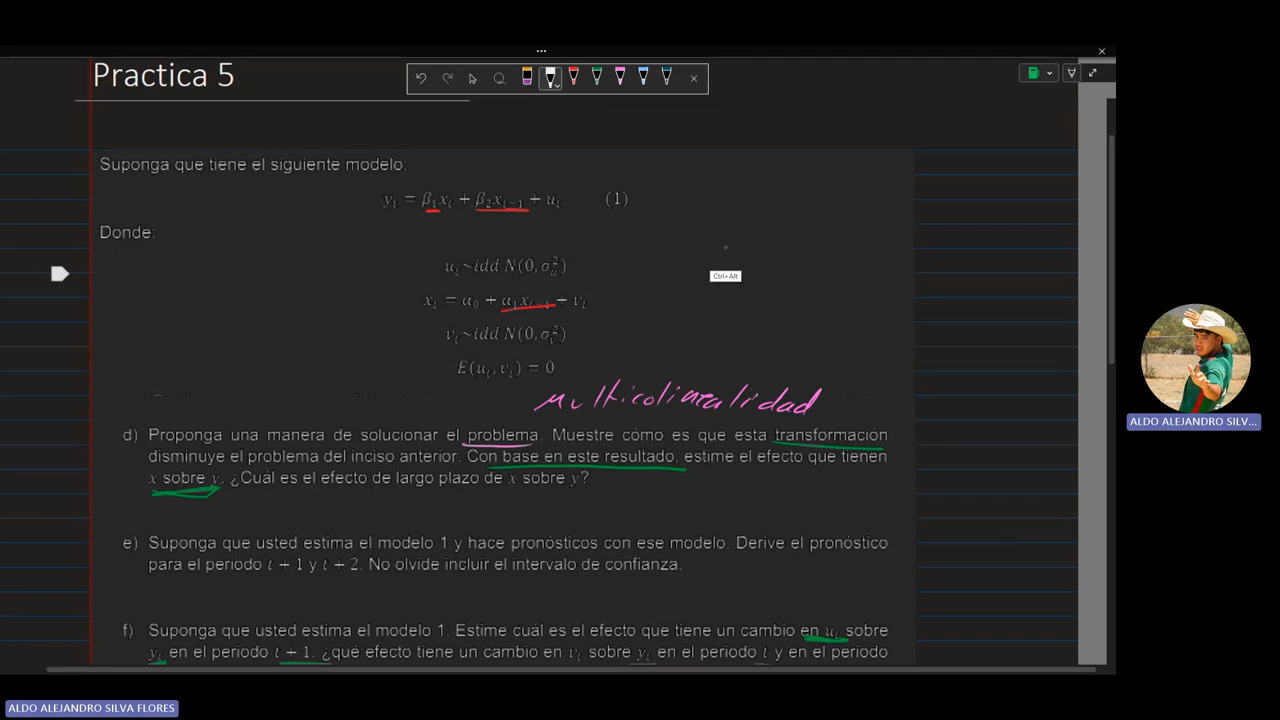 Practica 5
Suponga que tiene el siguiente modelo:
yₜ = β₁xₜ + β₂xₜ₋₁ + uₜ (1)
Donde:
Ctrl+Alt
uₜ~idd N(0, σᵤ²)
xₜ = α₀ + α₁xₜ₋₁ + vₜ
vₜ~idd N(0, σᵥ²)
E(uₜ, vₜ) = 0
multicolinealidad
d) Proponga una manera de solucionar el problema. Muestre cómo es que esta transformación
disminuye el problema del inciso anterior. Con base en este resultado, estime el efecto que tienen
x sobre y. ¿Cuál es el efecto de largo plazo de x sobre y?
e) Suponga que usted estima el modelo 1 y hace pronósticos con ese modelo. Derive el pronóstico
para el periodo t + 1 y t + 2. No olvide incluir el intervalo de confianza.
f) Suponga que usted estima el modelo 1. Estime cuál es el efecto que tiene un cambio en uₜ sobre
yₜ en el periodo t + 1. ¿qué efecto tiene un cambio en vₜ sobre yₜ en el periodo t y en el periodo
ALDO ALEJANDRO SILV...
ALDO ALEJANDRO SILVA FLORES